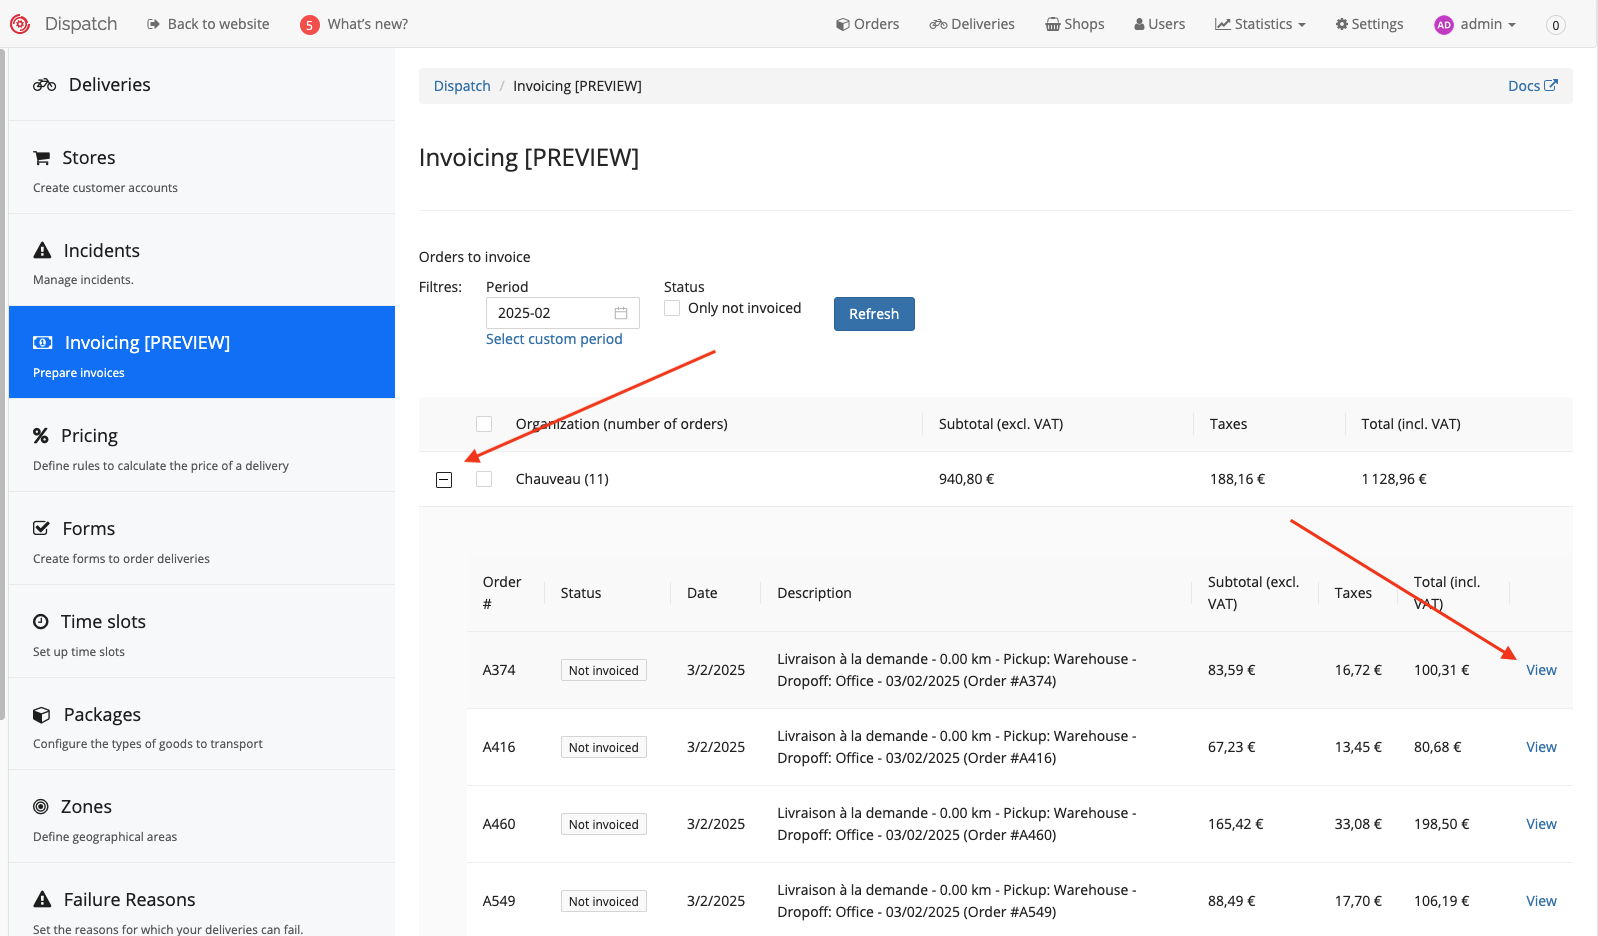 Dispatch Back to website 5 What's new? Orders Deliveries Shops Users Statistics Settings AD admin 0
Deliveries
Stores
Create customer accounts
Incidents
Manage incidents.
Invoicing [PREVIEW]
Prepare invoices
Pricing
Define rules to calculate the price of a delivery
Forms
Create forms to order deliveries
Time slots
Set up time slots
Packages
Configure the types of goods to transport
Zones
Define geographical areas
Failure Reasons
Set the reasons for which your deliveries can fail.
Dispatch / Invoicing [PREVIEW] Docs
Invoicing [PREVIEW]
Orders to invoice
Filtres: Period Status
2025-02 Only not invoiced Refresh
Select custom period
Organization (number of orders) Subtotal (excl. VAT) Taxes Total (incl. VAT)
Chauveau (11) 940,80 € 188,16 € 1 128,96 €
Order # Status Date Description Subtotal (excl. VAT) Taxes Total (incl. VAT)
A374 Not invoiced 3/2/2025 Livraison à la demande - 0.00 km - Pickup: Warehouse -
Dropoff: Office - 03/02/2025 (Order #A374) 83,59 € 16,72 € 100,31 € View
A416 Not invoiced 3/2/2025 Livraison à la demande - 0.00 km - Pickup: Warehouse -
Dropoff: Office - 03/02/2025 (Order #A416) 67,23 € 13,45 € 80,68 € View
A460 Not invoiced 3/2/2025 Livraison à la demande - 0.00 km - Pickup: Warehouse -
Dropoff: Office - 03/02/2025 (Order #A460) 165,42 € 33,08 € 198,50 € View
A549 Not invoiced 3/2/2025 Livraison à la demande - 0.00 km - Pickup: Warehouse -
Dropoff: Office - 03/02/2025 (Order #A549) 88,49 € 17,70 € 106,19 € View